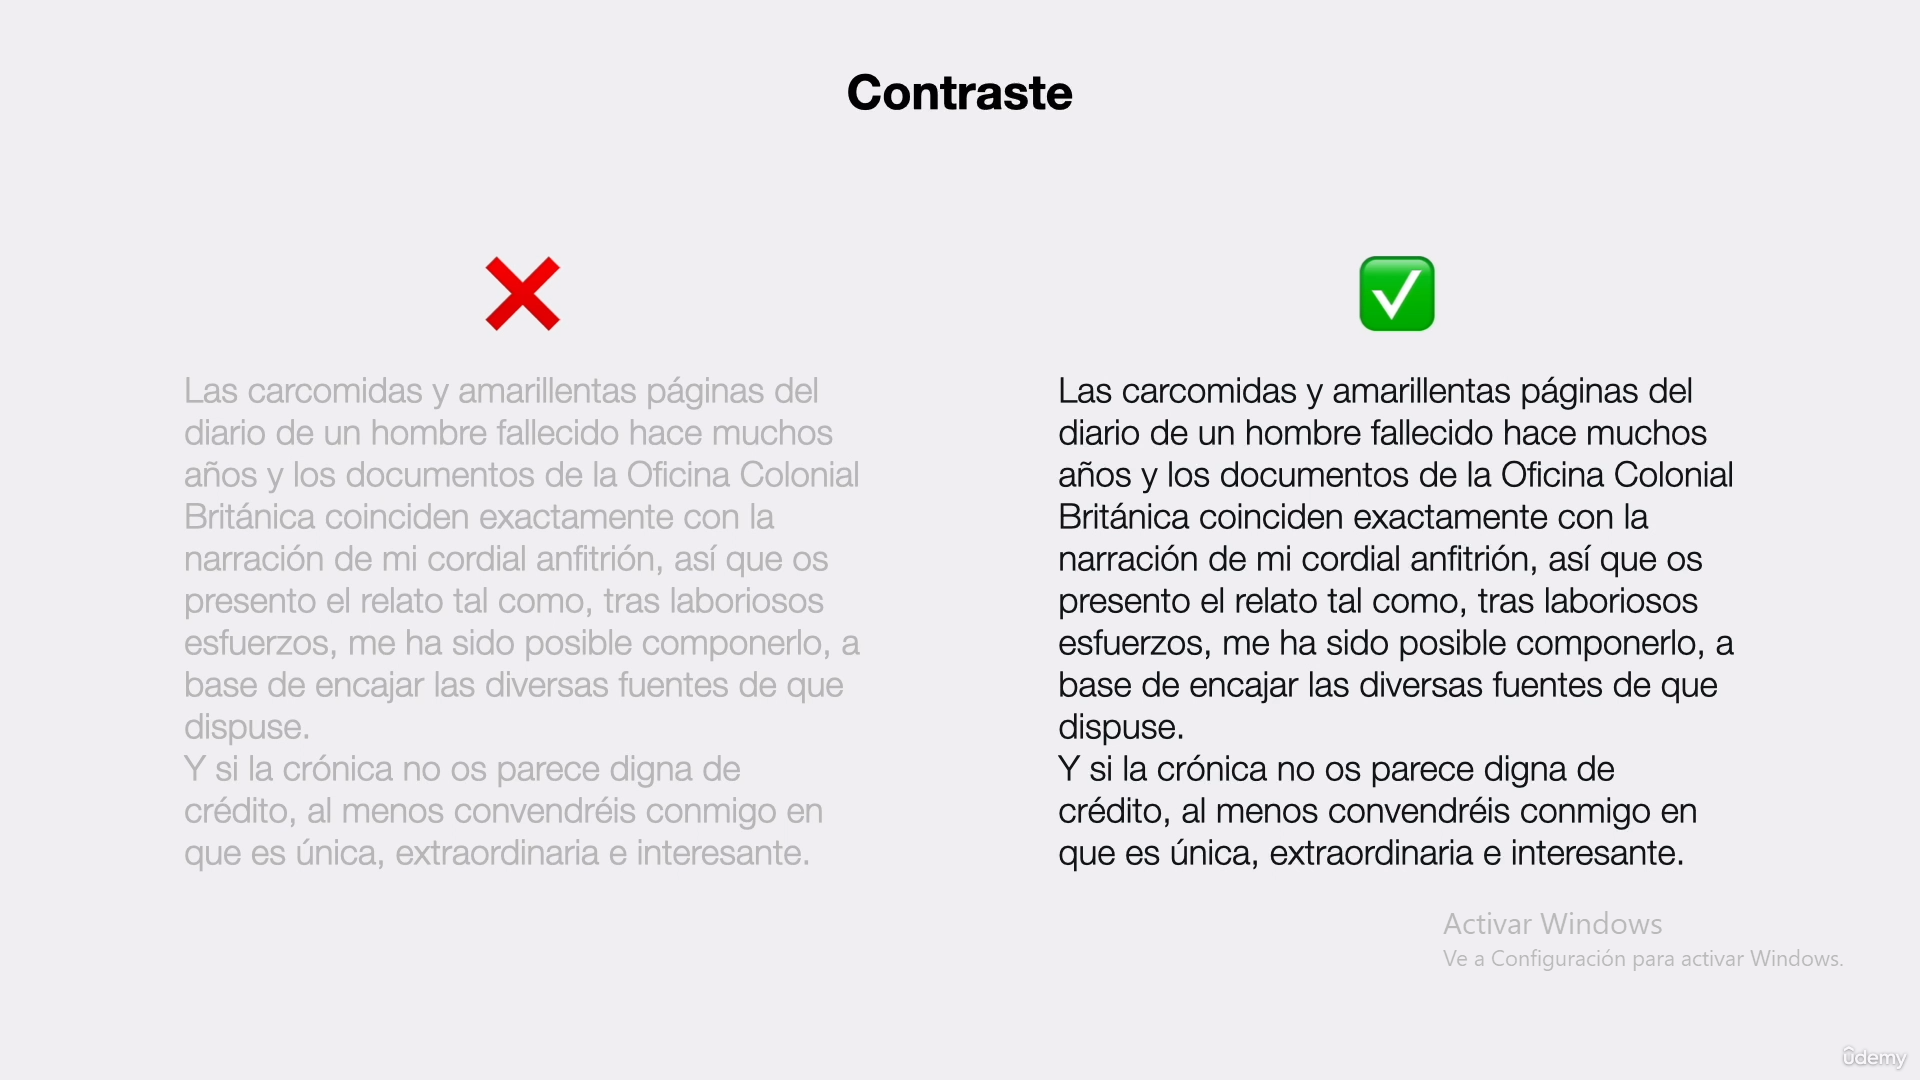 Contraste
Las carcomidas y amarillentas páginas del
diario de un hombre fallecido hace muchos
años y los documentos de la Oficina Colonial
Británica coinciden exactamente con la
narración de mi cordial anfitrión, así que os
presento el relato tal como, tras laboriosos
esfuerzos, me ha sido posible componerlo, a
base de encajar las diversas fuentes de que
dispuse.
Y si la crónica no os parece digna de
crédito, al menos convendréis conmigo en
que es única, extraordinaria e interesante.
Las carcomidas y amarillentas páginas del
diario de un hombre fallecido hace muchos
años y los documentos de la Oficina Colonial
Británica coinciden exactamente con la
narración de mi cordial anfitrión, así que os
presento el relato tal como, tras laboriosos
esfuerzos, me ha sido posible componerlo, a
base de encajar las diversas fuentes de que
dispuse.
Y si la crónica no os parece digna de
crédito, al menos convendréis conmigo en
que es única, extraordinaria e interesante.
Activar Windows
Ve a Configuración para activar Windows.
udemy